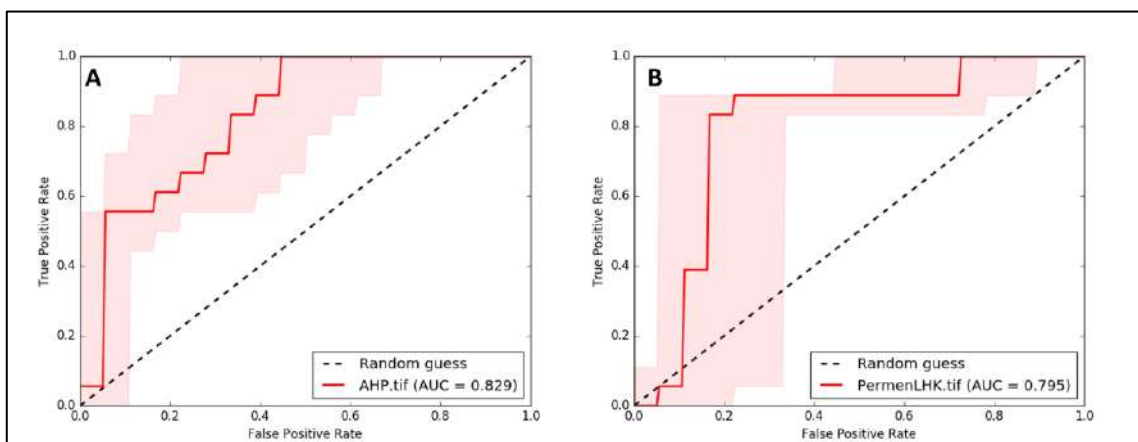 A
1.0
0.8
0.6
0.4
0.2
0.0
True Positive Rate
0.0 0.2 0.4 0.6 0.8 1.0
False Positive Rate
Random guess
AHP.tif (AUC = 0.829)
B
1.0
0.8
0.6
0.4
0.2
0.0
True Positive Rate
0.0 0.2 0.4 0.6 0.8 1.0
False Positive Rate
Random guess
PermenLHK.tif (AUC = 0.795)